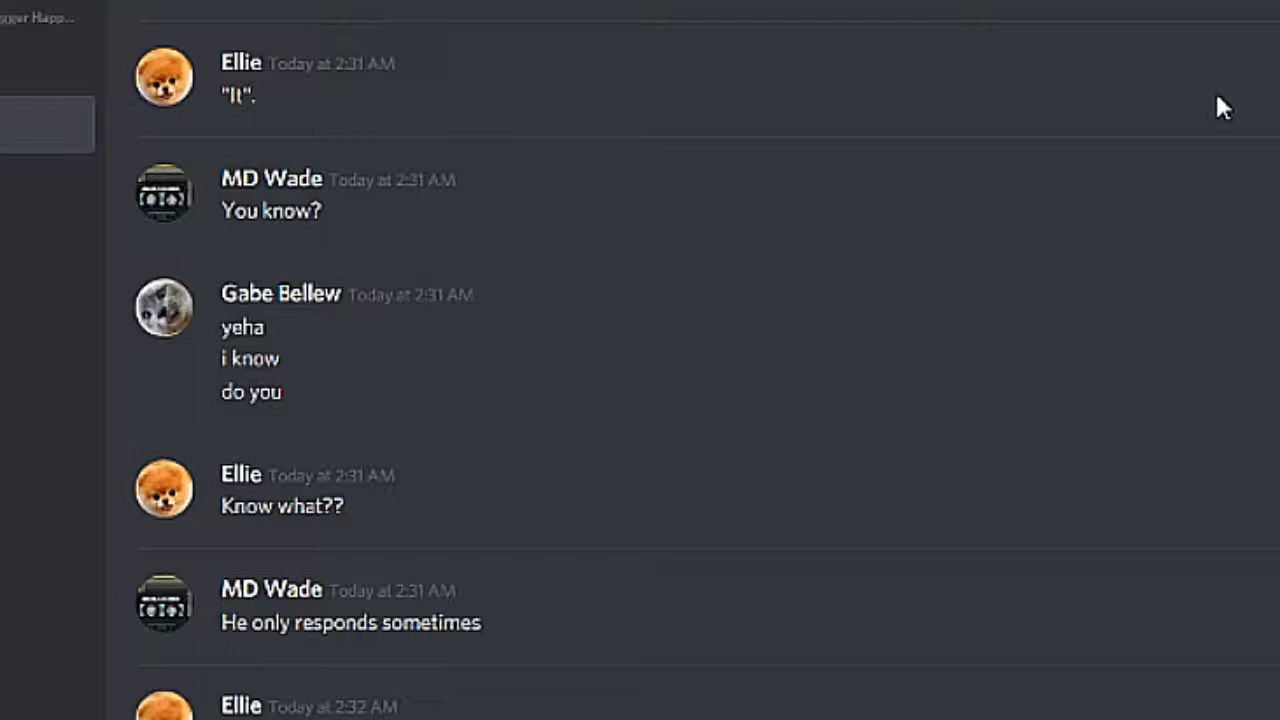 Ellie Today at 2:31 AM
"It".
MD Wade Today at 2:31 AM
You know?
Gabe Bellew Today at 2:31 AM
yeha
i know
do you
Ellie Today at 2:31 AM
Know what??
MD Wade Today at 2:31 AM
He only responds sometimes
Ellie Today at 2:32 AM